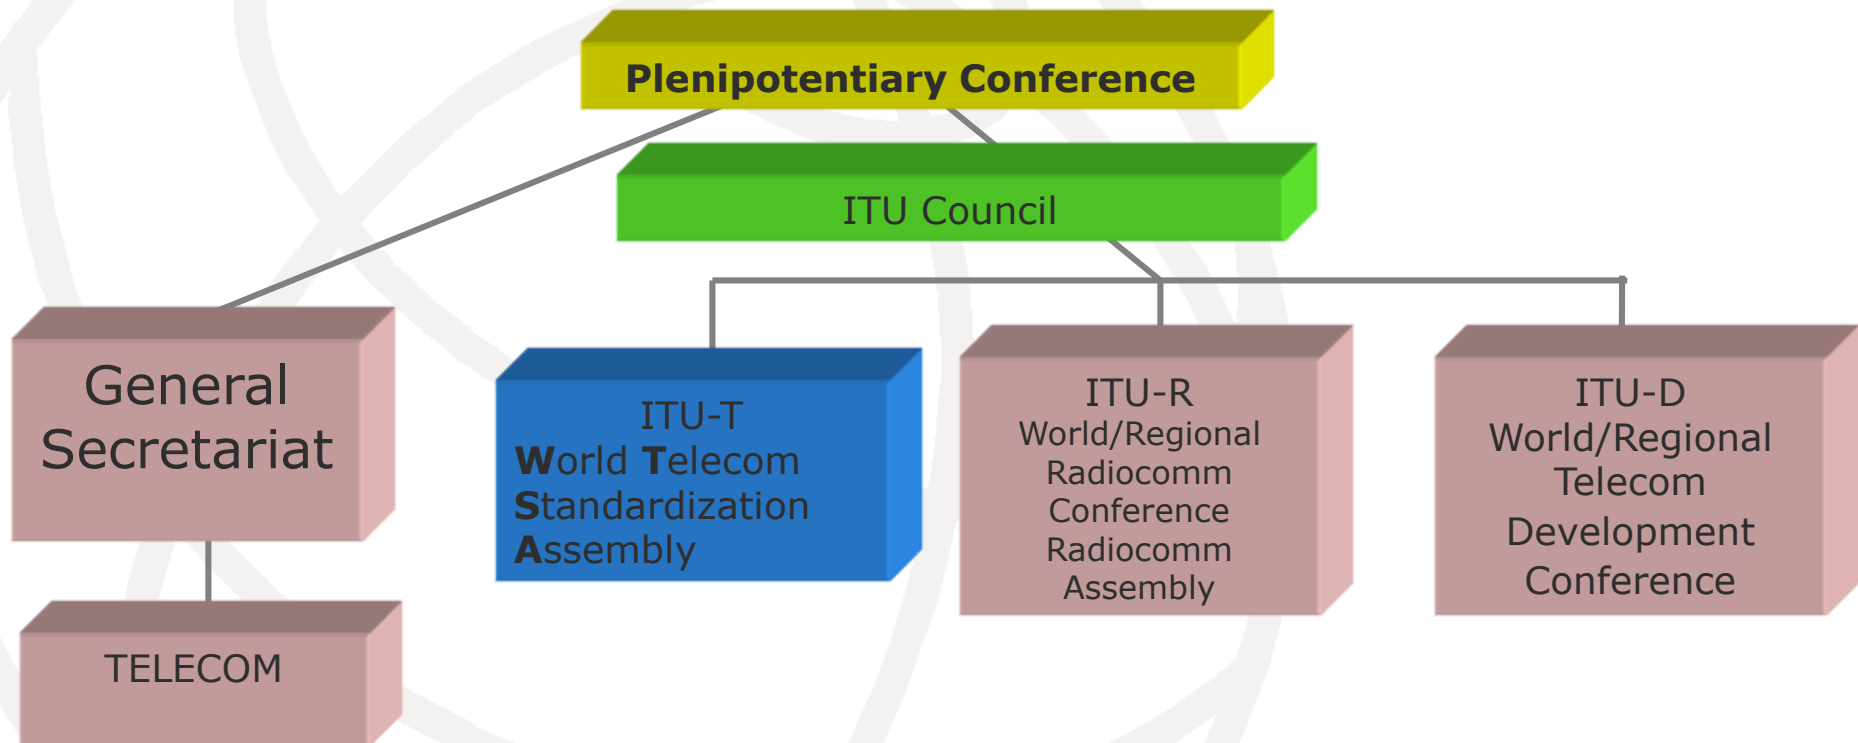 Plenipotentiary Conference
ITU Council
General
Secretariat
TELECOM
ITU-T
World Telecom
Standardization
Assembly
ITU-R
World/Regional
Radiocomm
Conference
Radiocomm
Assembly
ITU-D
World/Regional
Telecom
Development
Conference